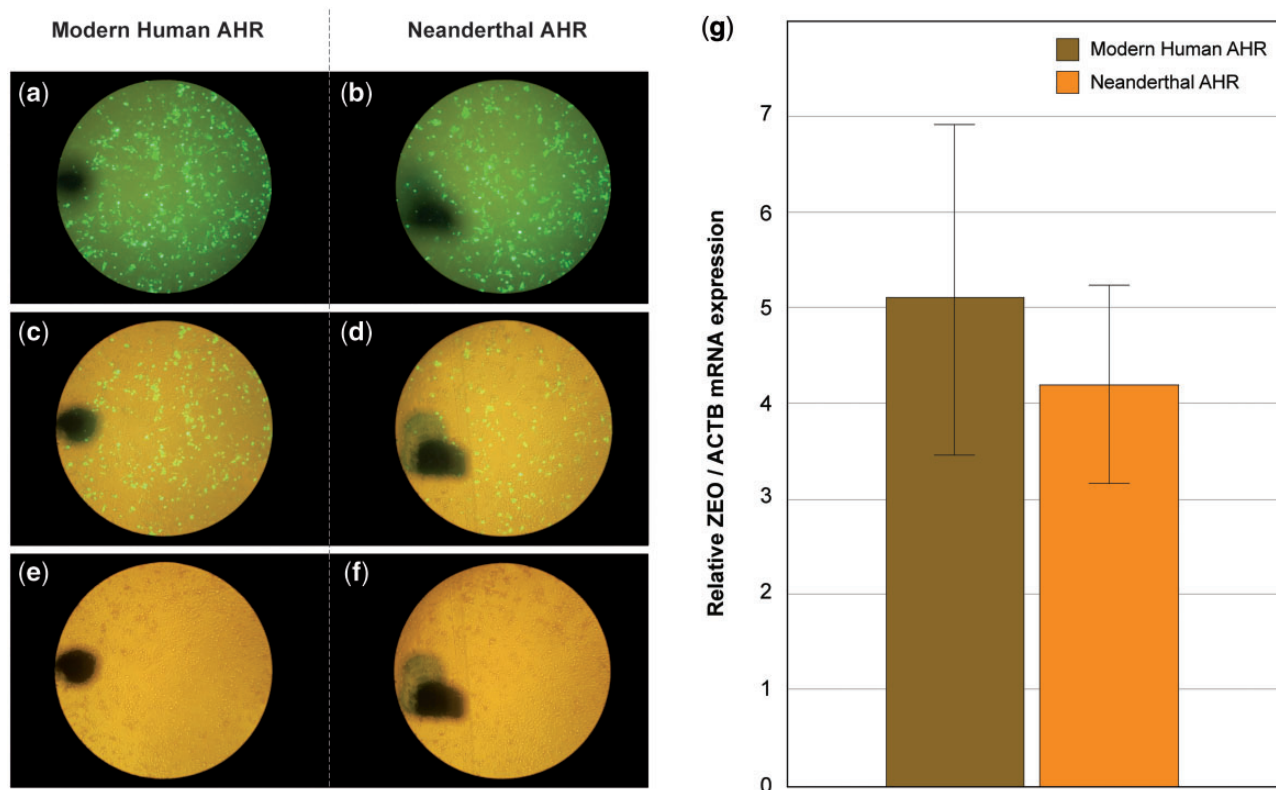 Modern Human AHR
Neanderthal AHR
(a)
(b)
(c)
(d)
(e)
(f)
(g)
Modern Human AHR
Neanderthal AHR
Relative ZEO / ACTB mRNA expression
7
6
5
4
3
2
1
0